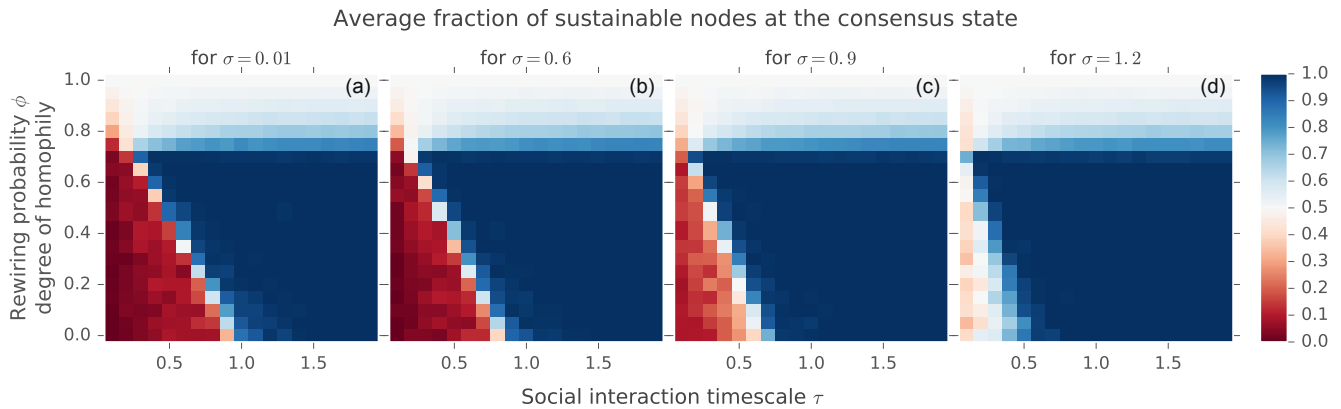 Average fraction of sustainable nodes at the consensus state
for σ = 0.01
for σ = 0.6
for σ = 0.9
for σ = 1.2
(a)
(b)
(c)
(d)
Rewiring probability ϕ
degree of homophily
1.0
0.8
0.6
0.4
0.2
0.0
0.5 1.0 1.5
0.5 1.0 1.5
0.5 1.0 1.5
0.5 1.0 1.5
Social interaction timescale τ
1.0
0.9
0.8
0.7
0.6
0.5
0.4
0.3
0.2
0.1
0.0